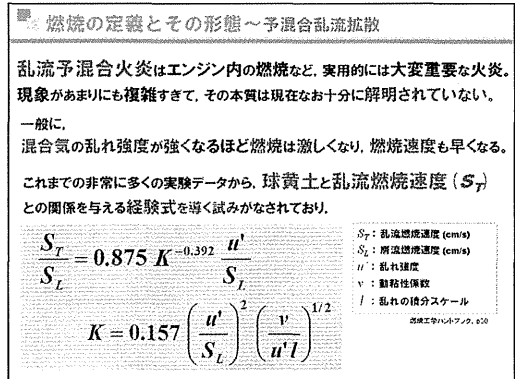 燃焼の定義とその形態～予混合乱流拡散
乱流予混合火炎はエンジン内の燃焼など, 実用的には大変重要な火炎。
現象があまりにも複雑すぎて, その本質は現在なお十分に解明されていない。
一般に,
混合気の乱れ強度が強くなるほど燃焼は激しくなり, 燃焼速度も早くなる。
これまでの非常に多くの実験データから, 球黄土と乱流燃焼速度 (S_T)
との関係を与える経験式を導く試みがなされており,
S_T / S_L = 0.875 K^{-0.392} u' / S_L
K = 0.157 (u' / S_L)^2 (ν / u'l)^{1/2}
S_T : 乱流燃焼速度 (cm/s)
S_L : 層流燃焼速度 (cm/s)
u' : 乱れ強度
ν : 動粘性係数
l : 乱れの積分スケール
燃焼工学ハンドブック, p10